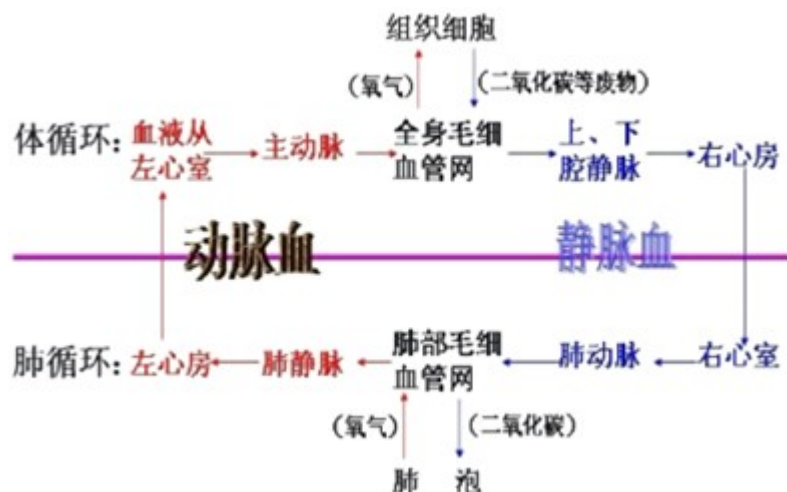 组织细胞
（氧气）
（二氧化碳等废物）
体循环：
血液从
左心室
主动脉
全身毛细
血管网
上、下
腔静脉
右心房
动脉血
静脉血
肺循环：
左心房
肺静脉
肺部毛细
血管网
肺动脉
右心室
（氧气）
（二氧化碳）
肺 泡